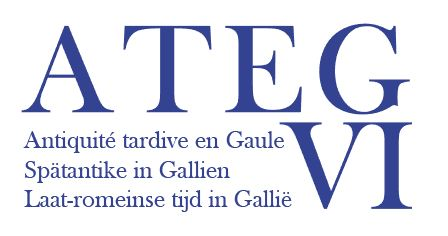 ATEG
VI
Antiquité tardive en Gaule
Spätantike in Gallien
Laat-romeinse tijd in Gallië